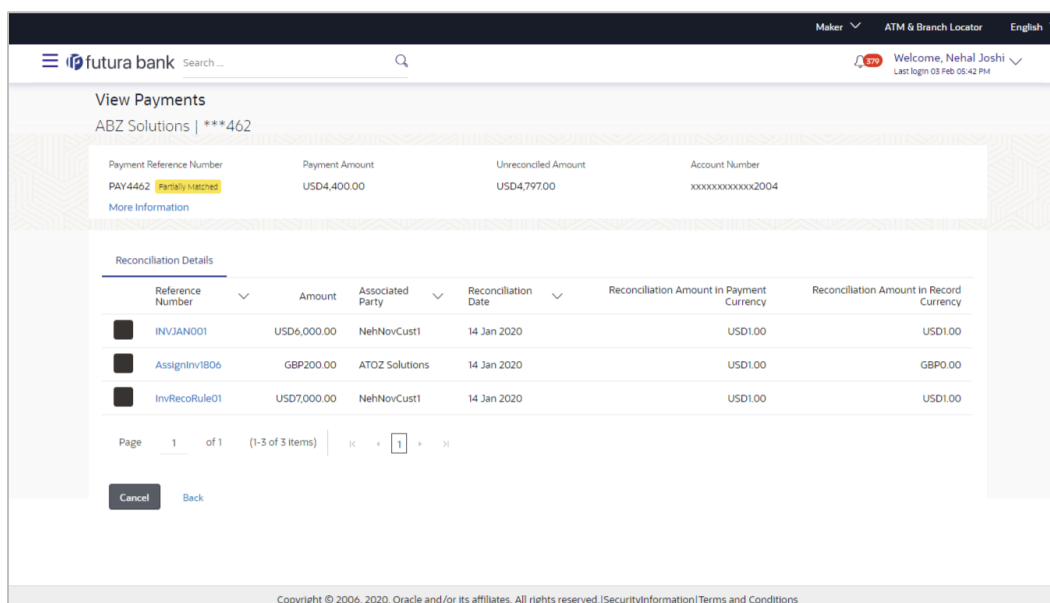 Maker ATM & Branch Locator English
futura bank Search ... 379 Welcome, Nehal Joshi
Last login 03 Feb 05:42 PM
View Payments
ABZ Solutions | ***462
Payment Reference Number Payment Amount Unreconciled Amount Account Number
PAY4462 Partially Matched USD4,400.00 USD4,797.00 xxxxxxxxxxxx2004
More Information
Reconciliation Details
Reference Number Amount Associated Party Reconciliation Date Reconciliation Amount in Payment Currency Reconciliation Amount in Record Currency
INVJAN001 USD6,000.00 NehNovCust1 14 Jan 2020 USD1.00 USD1.00
AssignInv1806 GBP200.00 ATOZ Solutions 14 Jan 2020 USD1.00 GBP0.00
InvRecoRule01 USD7,000.00 NehNovCust1 14 Jan 2020 USD1.00 USD1.00
Page 1 of 1 (1-3 of 3 items) 1
Cancel Back
Copyright © 2006, 2020, Oracle and/or its affiliates. All rights reserved.|SecurityInformation|Terms and Conditions